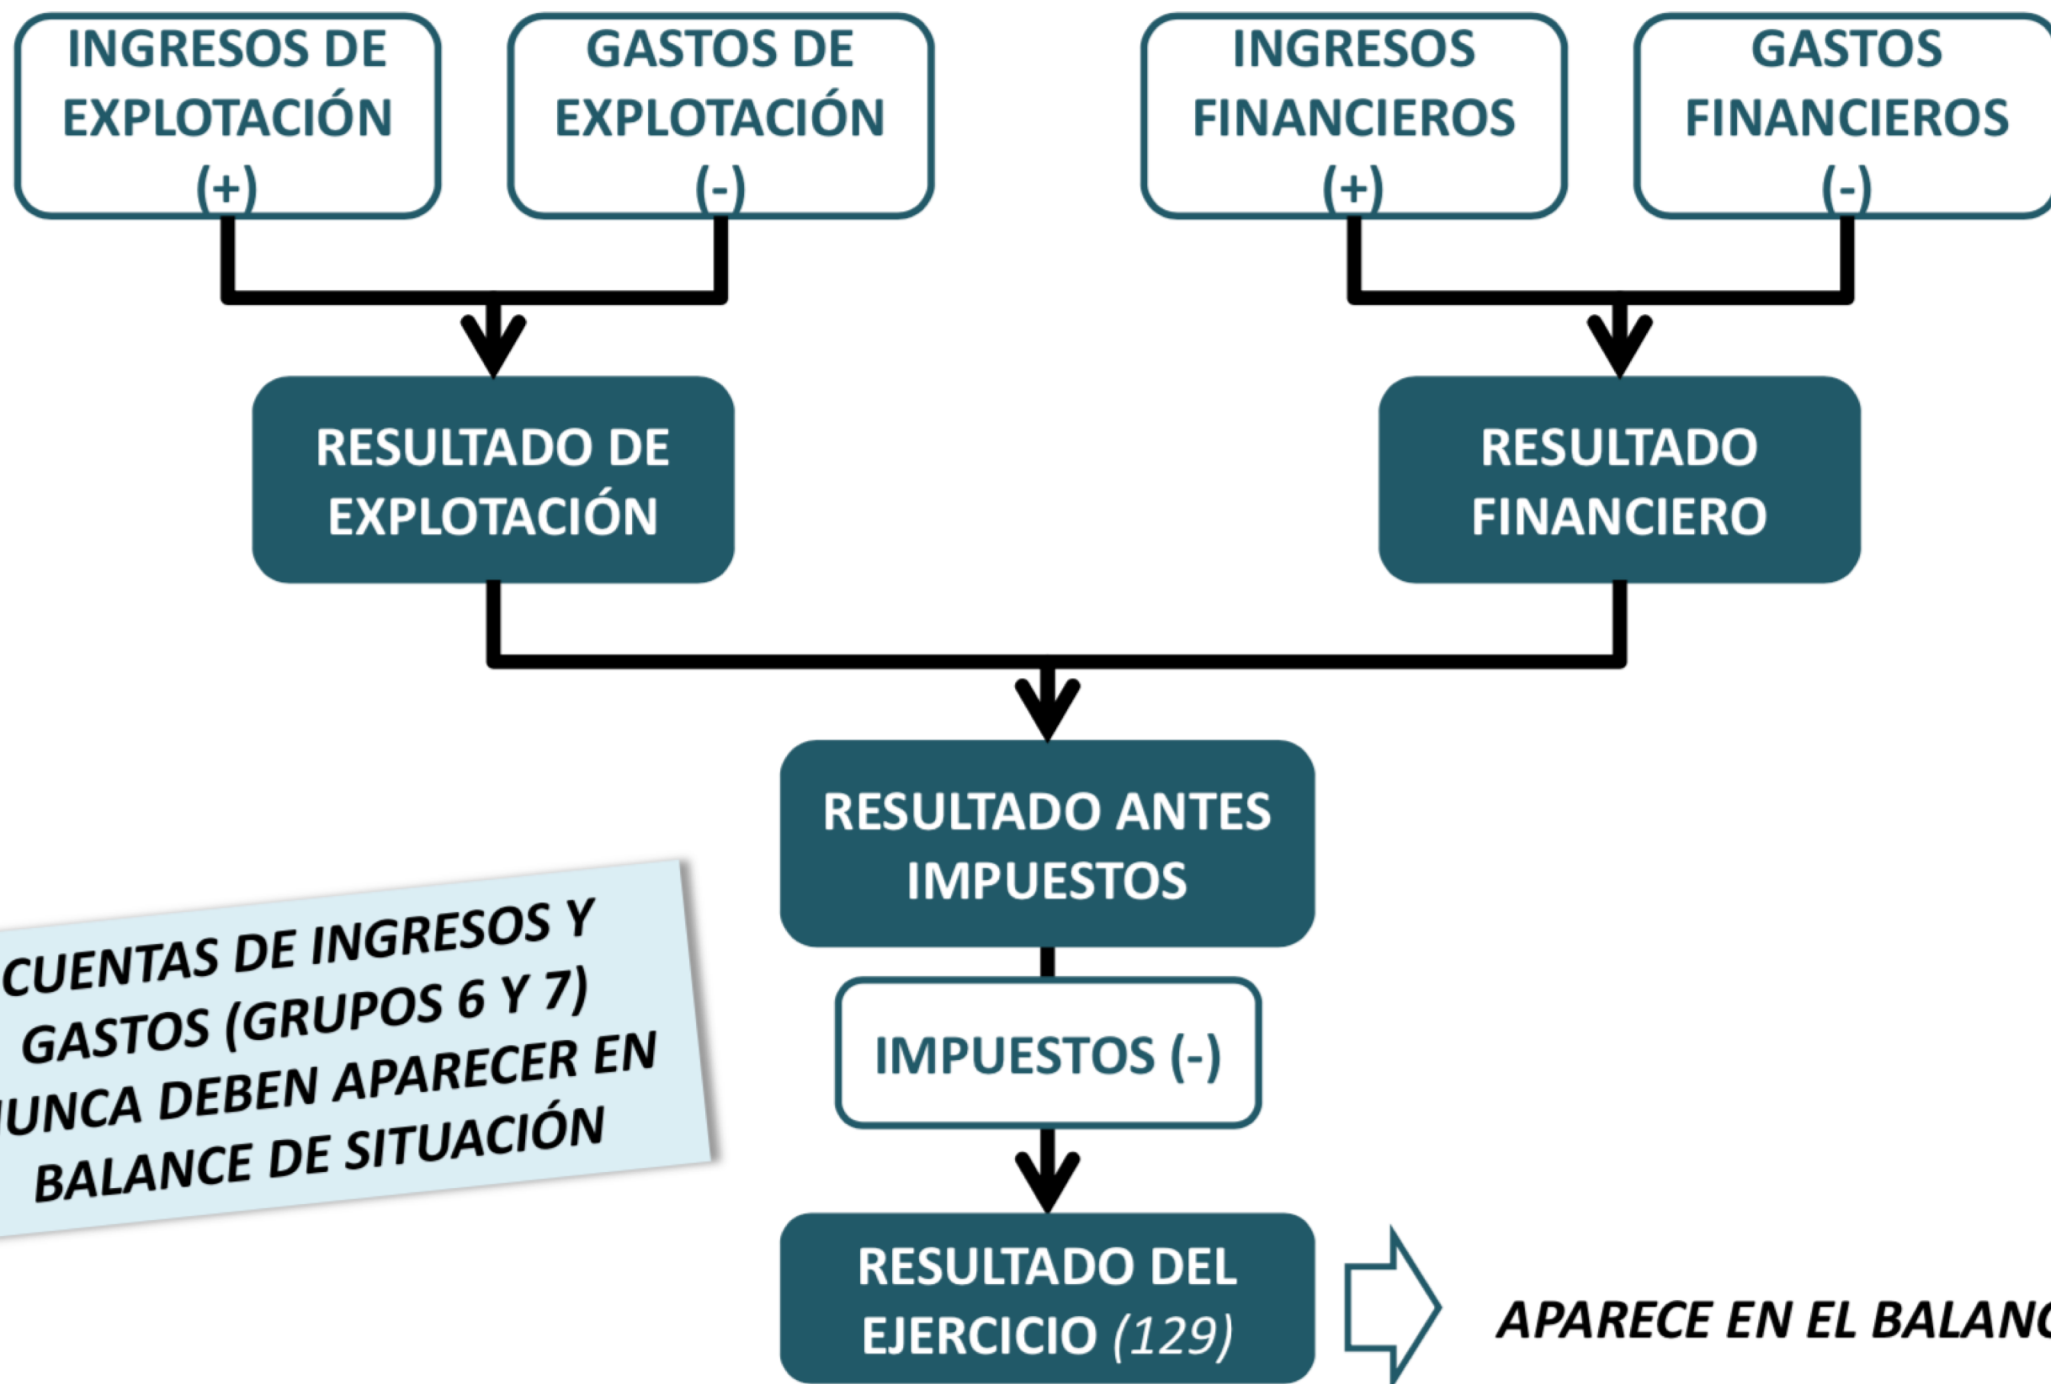 INGRESOS DE
EXPLOTACIÓN
(+)
GASTOS DE
EXPLOTACIÓN
(-)
INGRESOS
FINANCIEROS
(+)
GASTOS
FINANCIEROS
(-)
RESULTADO DE
EXPLOTACIÓN
RESULTADO
FINANCIERO
RESULTADO ANTES
IMPUESTOS
CUENTAS DE INGRESOS Y
GASTOS (GRUPOS 6 Y 7)
NUNCA DEBEN APARECER EN
BALANCE DE SITUACIÓN
IMPUESTOS (-)
RESULTADO DEL
EJERCICIO (129)
APARECE EN EL BALANC